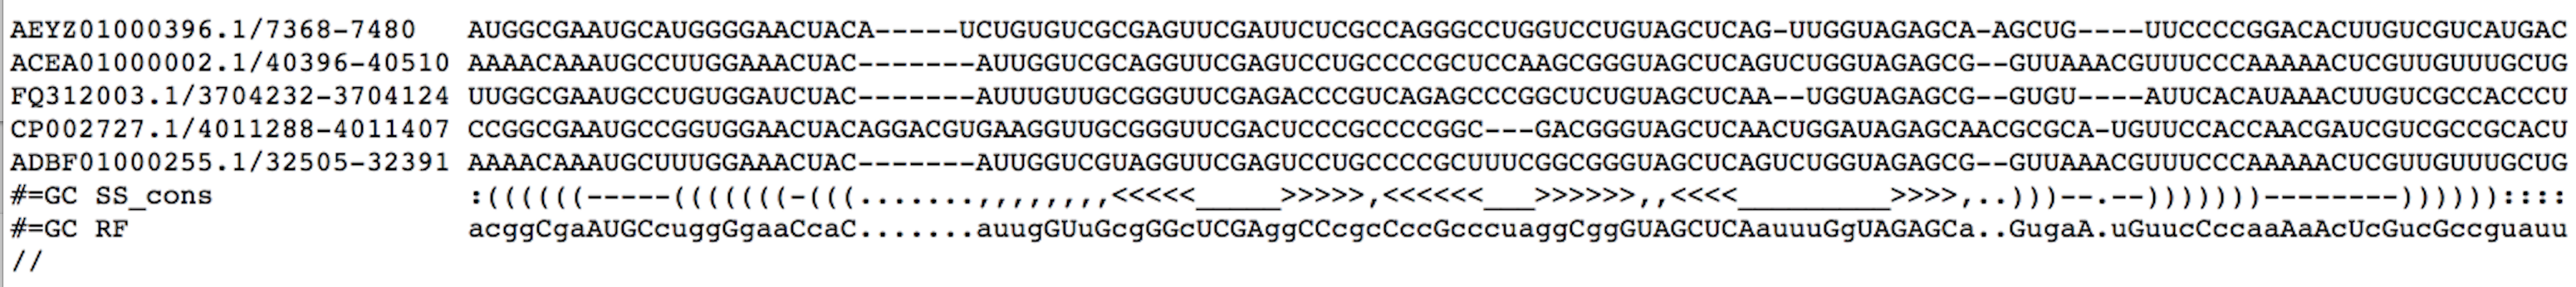 AEYZ01000396.1/7368-7480   AUGGCGAAUGCAUGGGGAACUACA-----UCUGUGUCGCGAGUUCGAUUCUCGCCAGGGCCUGGUCCUGUAGCUCAG-UUGGUAGAGCA-AGCUG----UUCCCCGGACACUUGUCGUCAUGAC
ACEA01000002.1/40396-40510 AAAACAAAUGCCUUGGAAACUAC-------AUUGGUCGCAGGUUCGAGUCCUGCCCCGCUCCAAGCGGGUAGCUCAGUCUGGUAGAGCG--GUUAAACGUUUCCCAAAAACUCGUUGUUUGCUG
FQ312003.1/3704232-3704124 UUGGCGAAUGCCUGUGGAUCUAC-------AUUUGUUGCGGGUUCGAGACCCGUCAGAGCCCGGCUCUGUAGCUCAA--UGGUAGAGCG--GUGU----AUUCACAUAAACUUGUCGCCACCCU
CP002727.1/4011288-4011407 CCGGCGAAUGCCGGUGGAACUACAGGACGUGAAGGUUGCGGGUUCGACUCCCGCCCCGGC---GACGGGUAGCUCAACUGGAUAGAGCAACGCGCA-UGUUCCACCAACGAUCGUCGCCGCACU
ADBF01000255.1/32505-32391 AAAACAAAUGCUUUGGAAACUAC-------AUUGGUCGUAGGUUCGAGUCCUGCCCCGCUUUCGGCGGGUAGCUCAGUCUGGUAGAGCG--GUUAAACGUUUCCCAAAAACUCGUUGUUUGCUG
#=GC SS_cons               :((((((-----(((((((-(((.......,,,,,,,,<<<<<_____>>>>>,<<<<<<___>>>>>>,,<<<<_________>>>>,..)))--.--)))))))--------))))))::::
#=GC RF                    acggCgaAUGCcuggGgaaCcaC.......auugGUuGcgGGcUCGAggCCcgcCccGcccuaggCggGUAGCUCAauuuGgUAGAGCa..GugaA.uGuucCccaaAaAcUcGucGccguauu
//